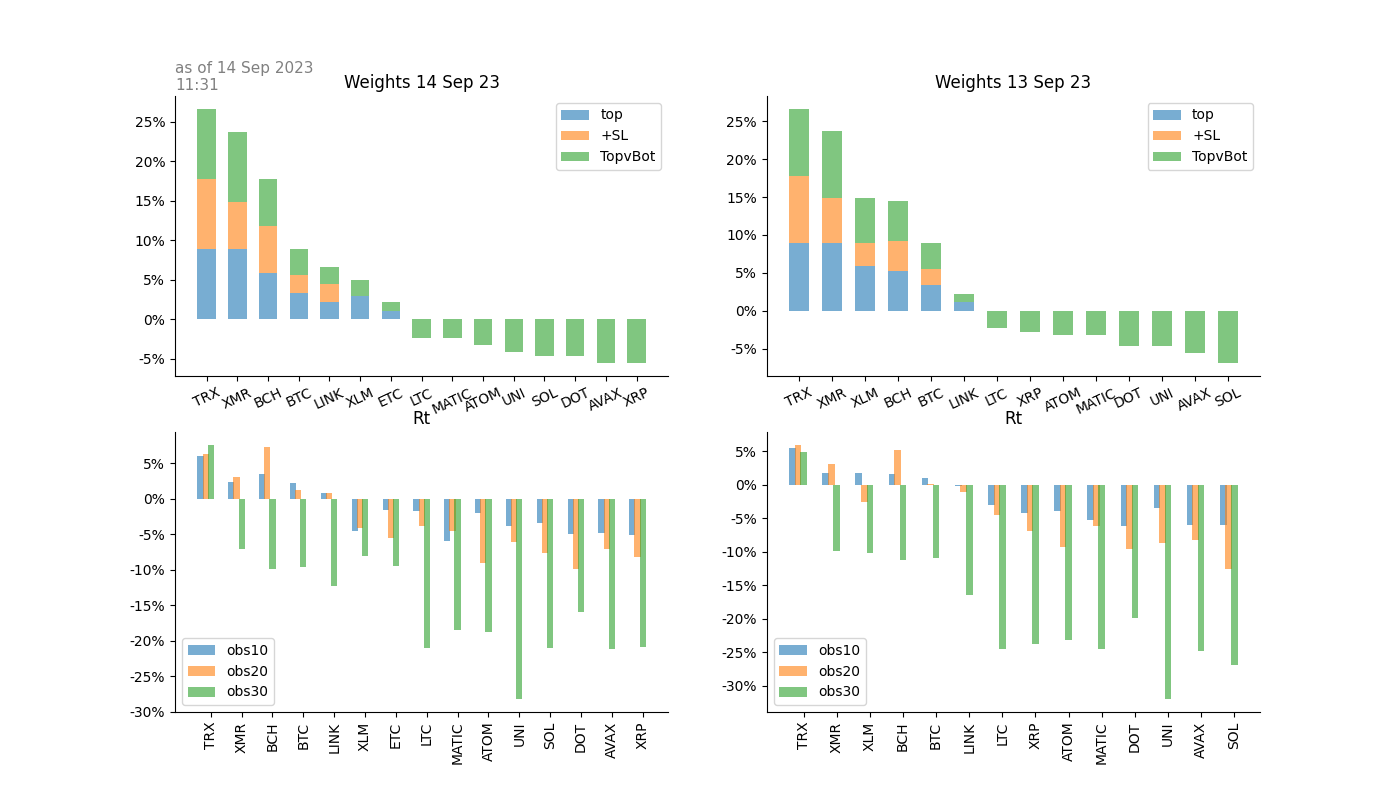 as of 14 Sep 2023
11:31
Weights 14 Sep 23
25%
20%
15%
10%
5%
0%
-5%
top
+SL
TopvBot
TRX XMR BCH BTC LINK XLM ETC LTC MATIC ATOM UNI SOL DOT AVAX XRP
Weights 13 Sep 23
25%
20%
15%
10%
5%
0%
-5%
top
+SL
TopvBot
TRX XMR XLM BCH BTC LINK LTC XRP ATOM MATIC DOT UNI AVAX SOL
Rt
5%
0%
-5%
-10%
-15%
-20%
-25%
-30%
obs10
obs20
obs30
TRX XMR BCH BTC LINK XLM ETC LTC MATIC ATOM UNI SOL DOT AVAX XRP
Rt
5%
0%
-5%
-10%
-15%
-20%
-25%
-30%
obs10
obs20
obs30
TRX XMR XLM BCH BTC LINK LTC XRP ATOM MATIC DOT UNI AVAX SOL